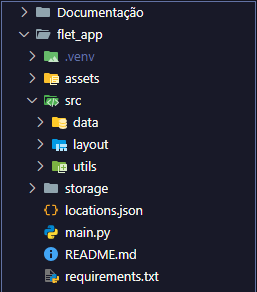 Documentação
flet_app
.venv
assets
src
data
layout
utils
storage
locations.json
main.py
README.md
requirements.txt